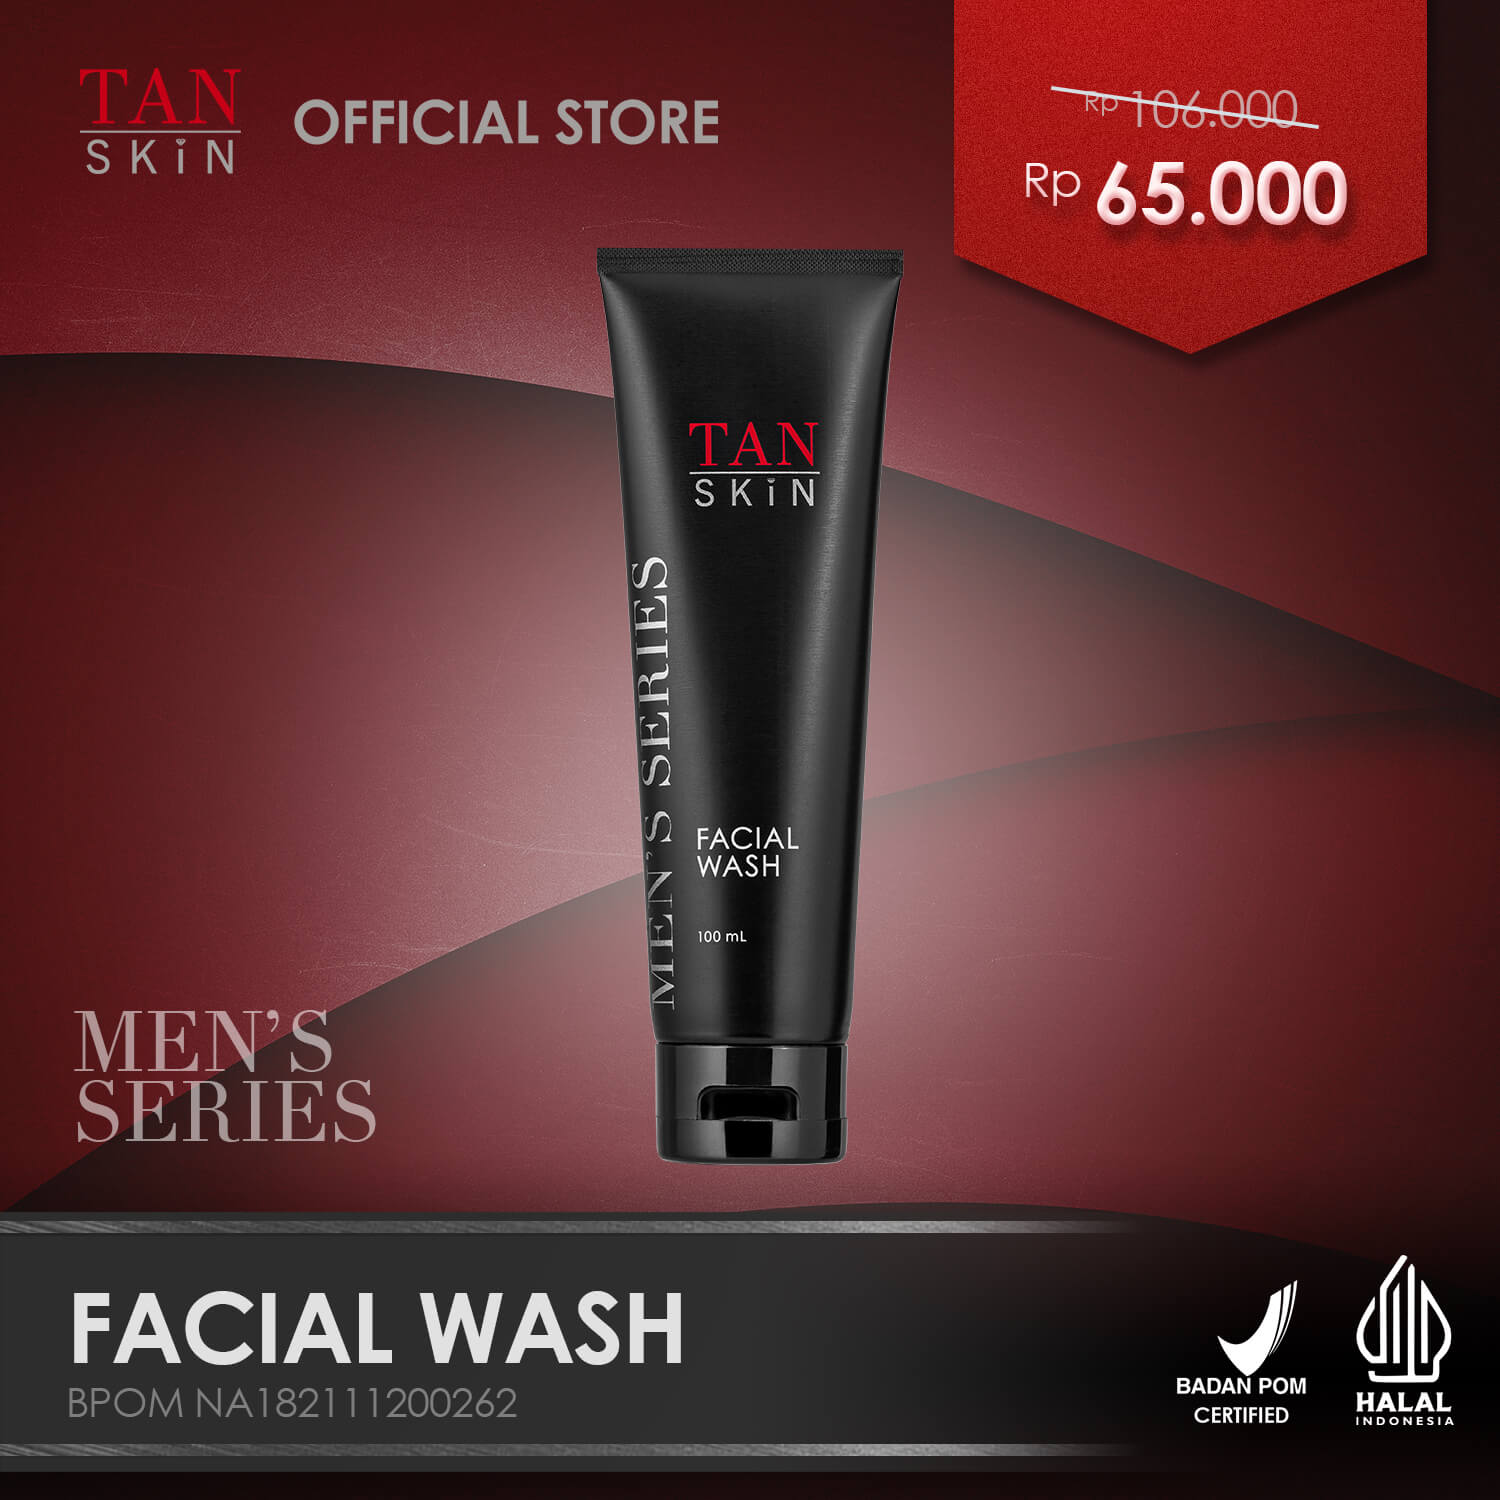 TAN
SKiN
OFFICIAL STORE
Rp 106.000
Rp 65.000
TAN
SKiN
MEN'S SERIES
FACIAL
WASH
100 mL
MEN'S
SERIES
FACIAL WASH
BPOM NA18211200262
BADAN POM
CERTIFIED
HALAL
INDONESIA